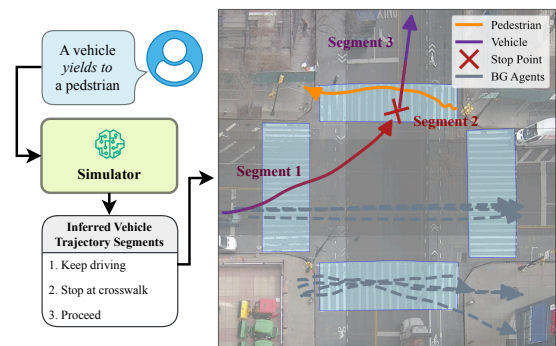 A vehicle
yields to
a pedstrian
Simulator
Inferred Vehicle
Trajectory Segments
1. Keep driving
2. Stop at crosswalk
3. Proceed
Segment 3
Pedestrian
Vehicle
Stop Point
BG Agents
Segment 2
Segment 1